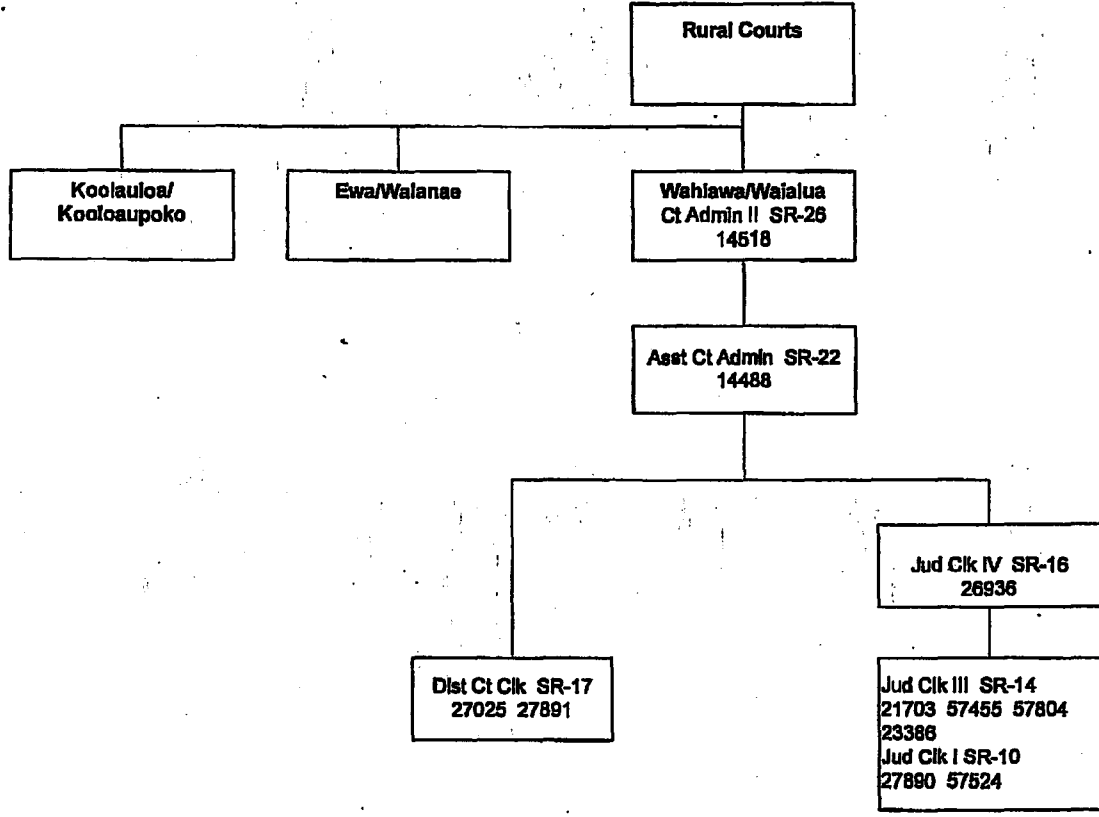 Rural Courts
Koolauloa/
Kooloaupoko
Ewa/Waianae
Wahiawa/Waialua
Ct Admin II SR-26
14518
Asst Ct Admin SR-22
14488
Jud Clk IV SR-16
26936
Dist Ct Clk SR-17
27025 27891
Jud Clk III SR-14
21703 57455 57804
23386
Jud Clk I SR-10
27890 57524